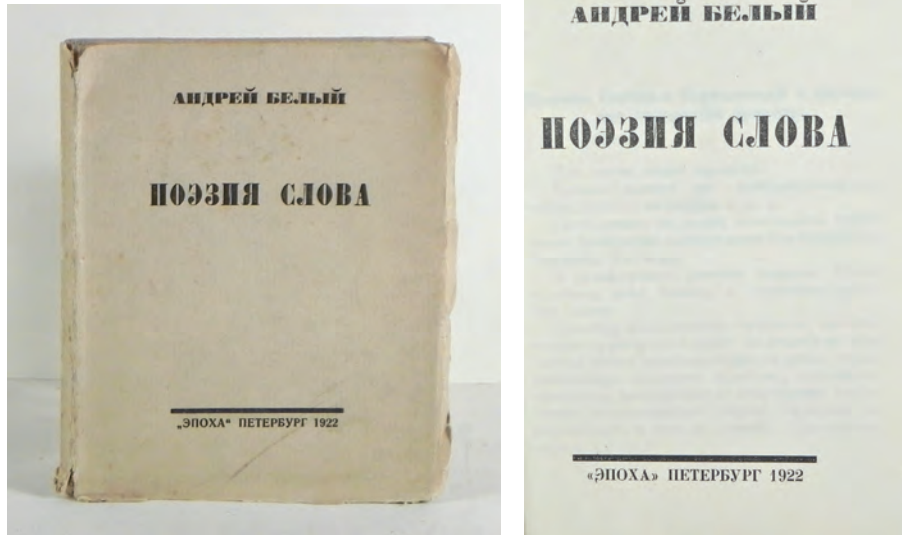 АНДРЕЙ БЕЛЫЙ
ПОЭЗИЯ СЛОВА
„ЭПОХА“ ПЕТЕРБУРГ 1922
АНДРЕЙ БЕЛЫЙ
ПОЭЗИЯ СЛОВА
«ЭПОХА» ПЕТЕРБУРГ 1922